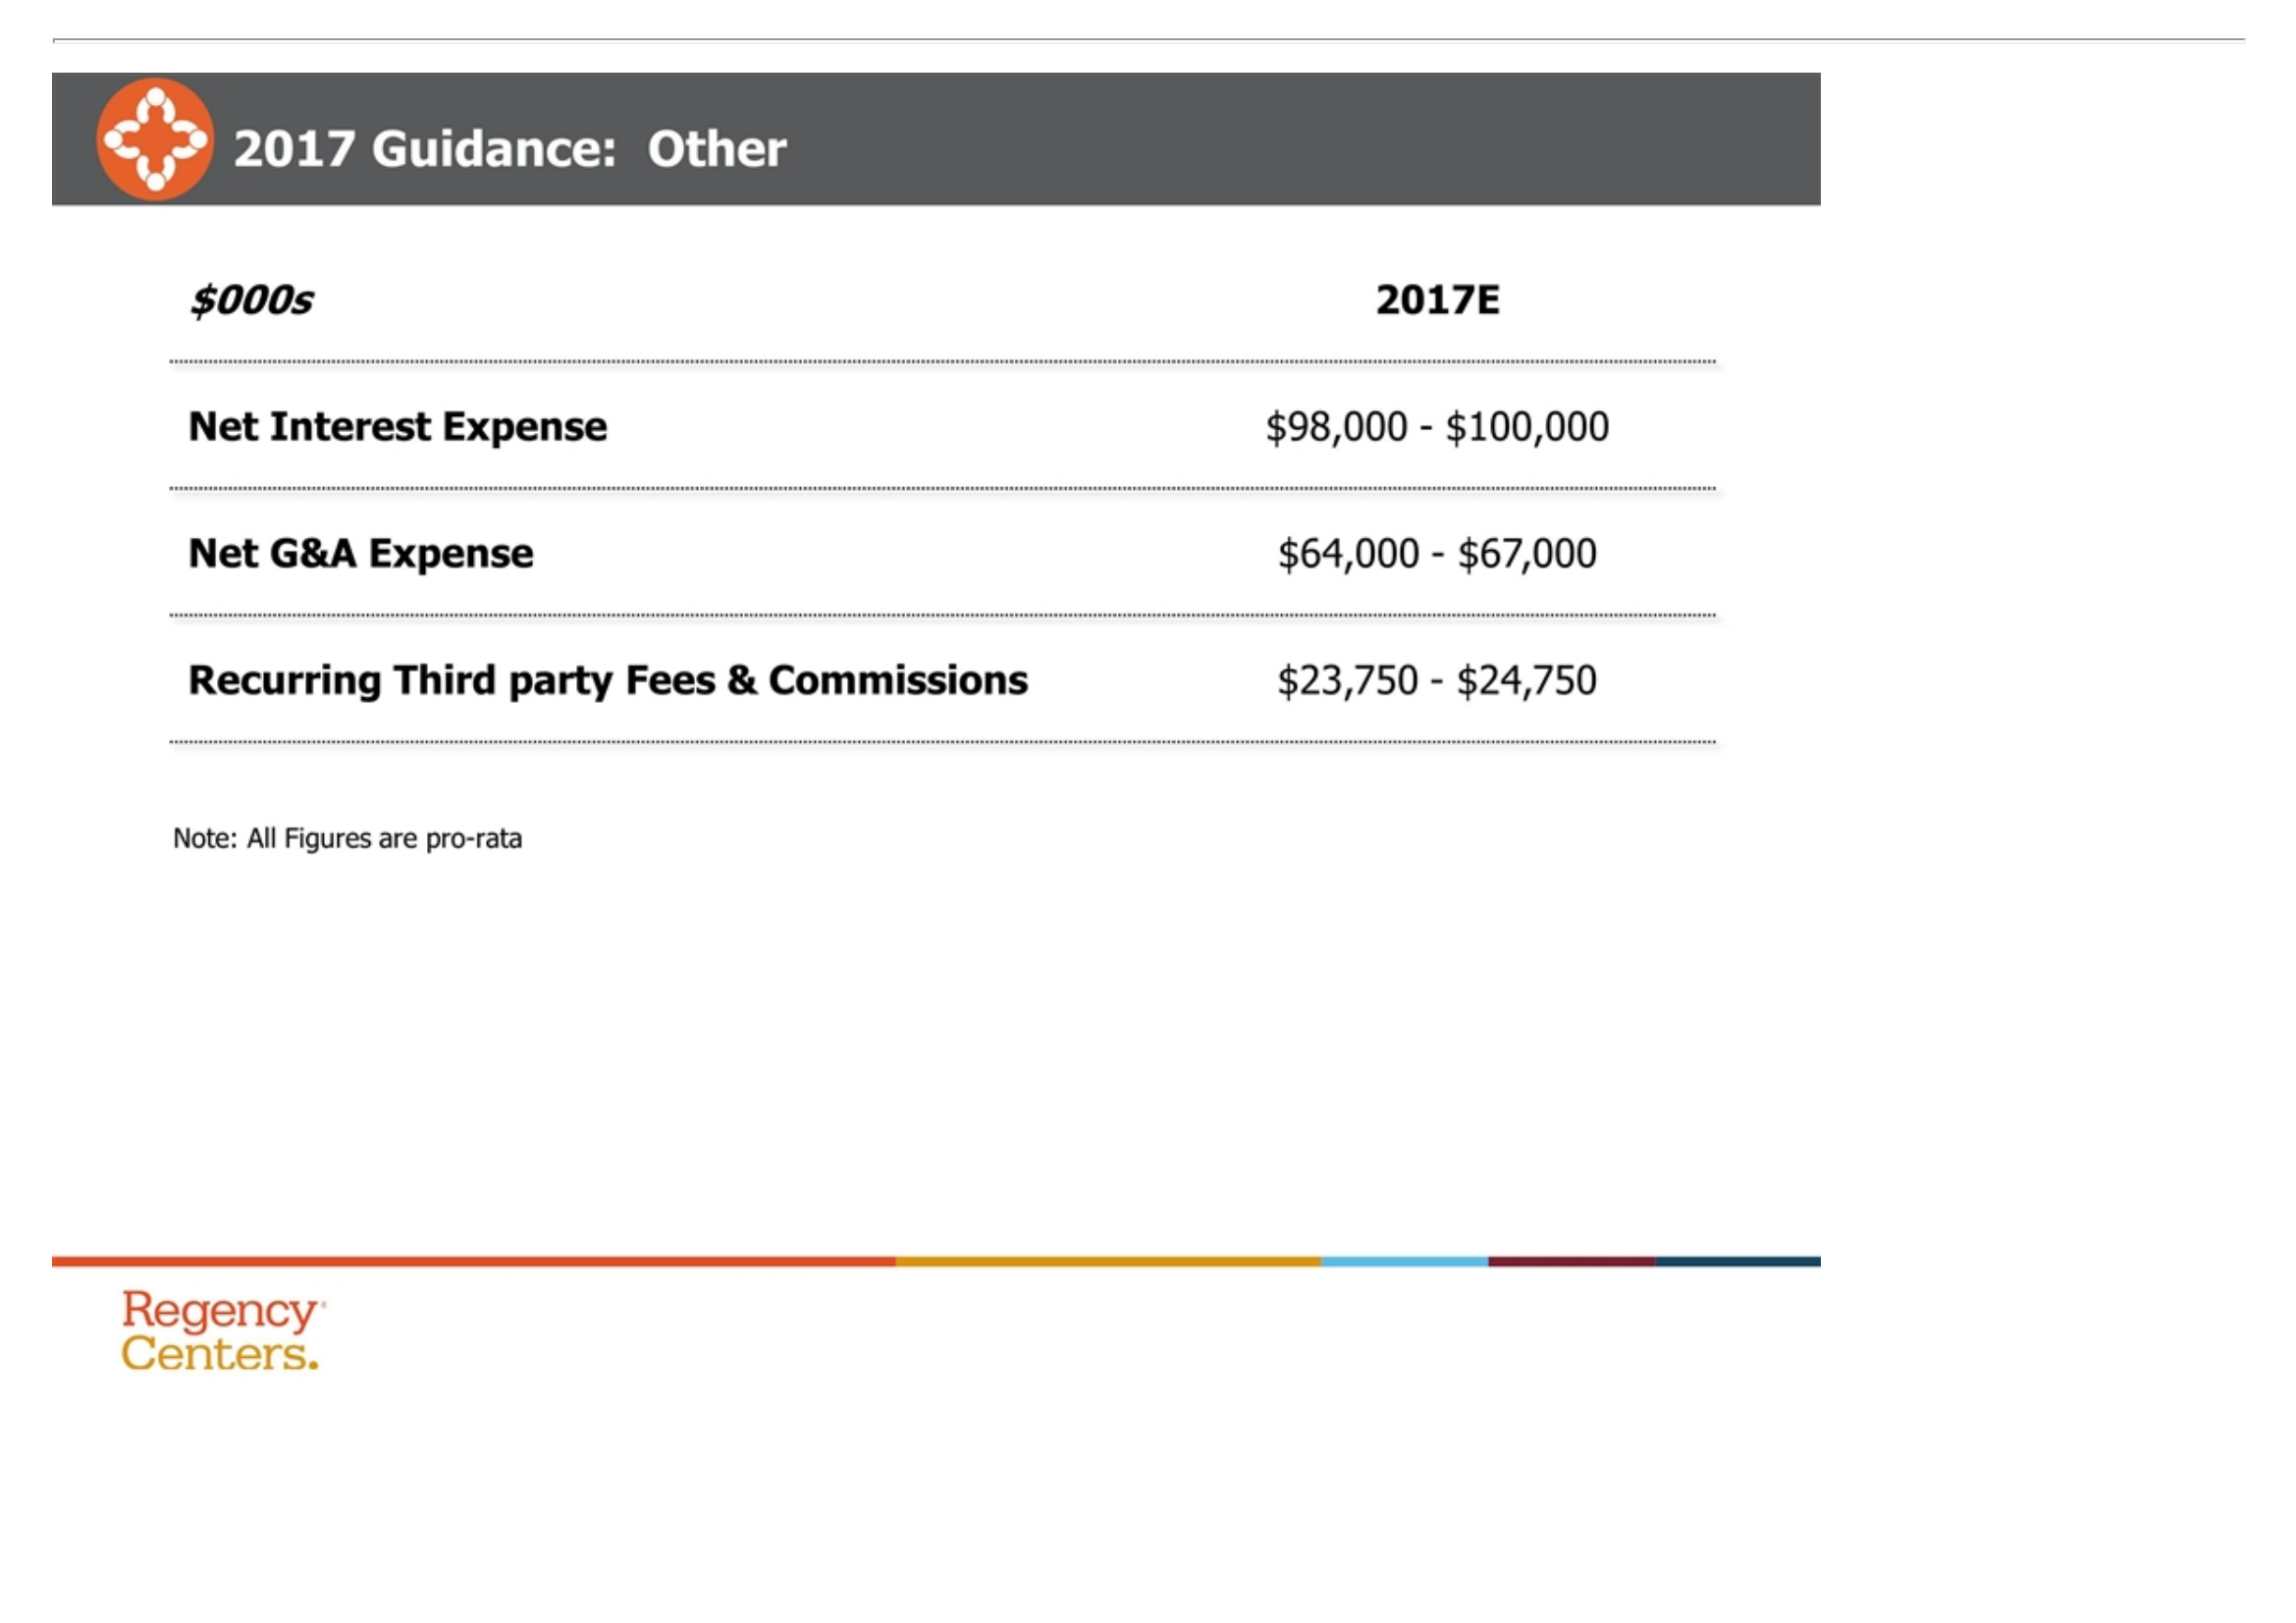 2017 Guidance: Other
$000s 2017E
Net Interest Expense $98,000 - $100,000
Net G&A Expense $64,000 - $67,000
Recurring Third party Fees & Commissions $23,750 - $24,750
Note: All Figures are pro-rata
Regency
Centers.